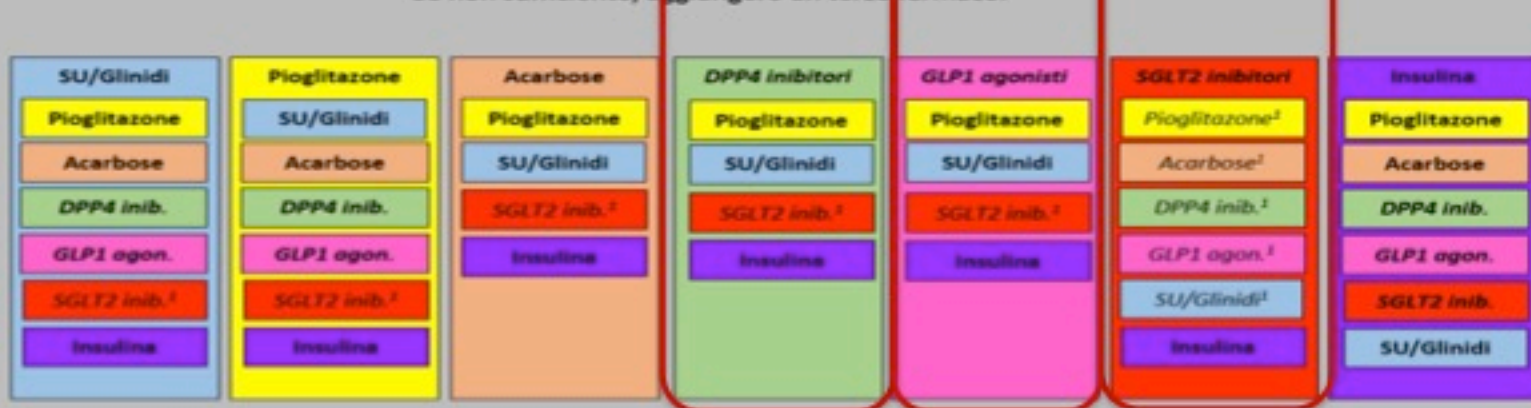 SU/Glinidi
Pioglitazone
Acarbose
DPP4 inib.
GLP1 agon.
SGLT2 inib.¹
Insulina
Pioglitazone
SU/Glinidi
Acarbose
DPP4 inib.
GLP1 agon.
SGLT2 inib.¹
Insulina
Acarbose
Pioglitazone
SU/Glinidi
SGLT2 inib.¹
Insulina
DPP4 inibitori
Pioglitazone
SU/Glinidi
SGLT2 inib.¹
Insulina
GLP1 agonisti
Pioglitazone
SU/Glinidi
SGLT2 inib.¹
Insulina
SGLT2 inibitori
Pioglitazone¹
Acarbose¹
DPP4 inib.¹
GLP1 agon.¹
SU/Glinidi¹
Insulina
Insulina
Pioglitazone
Acarbose
DPP4 inib.
GLP1 agon.
SGLT2 inib.
SU/Glinidi